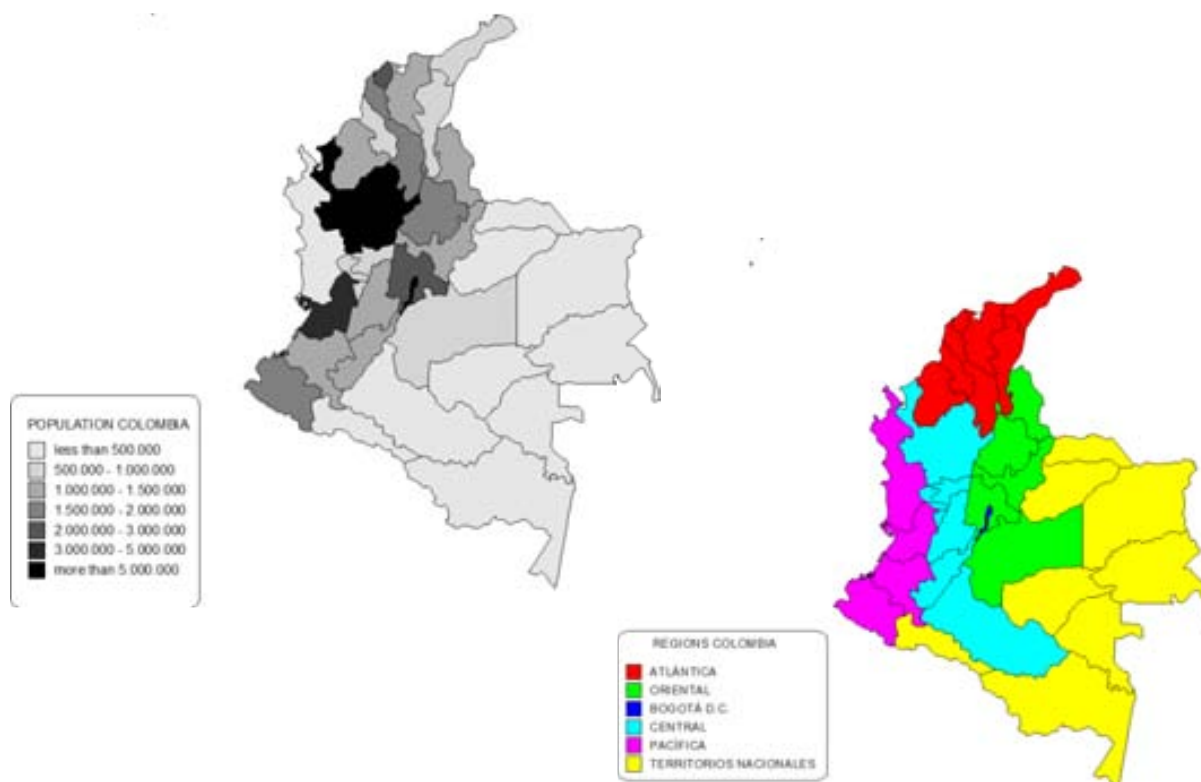 POPULATION COLOMBIA
less than 500.000
500.000 - 1.000.000
1.000.000 - 1.500.000
1.500.000 - 2.000.000
2.000.000 - 3.000.000
3.000.000 - 5.000.000
more than 5.000.000
REGIONS COLOMBIA
ATLÁNTICA
ORIENTAL
BOGOTÁ D.C.
CENTRAL
PACÍFICA
TERRITORIOS NACIONALES